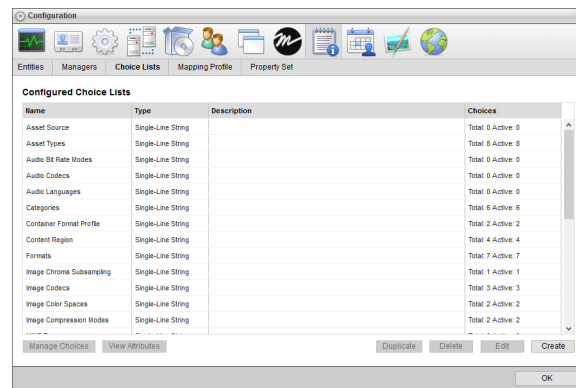 Configuration
Entities Managers Choice Lists Mapping Profile Property Set
Configured Choice Lists
Name Type Description Choices
Asset Source Single-Line String Total: 0 Active: 0
Asset Types Single-Line String Total: 8 Active: 8
Audio Bit Rate Modes Single-Line String Total: 0 Active: 0
Audio Codecs Single-Line String Total: 0 Active: 0
Audio Languages Single-Line String Total: 0 Active: 0
Categories Single-Line String Total: 6 Active: 6
Container Format Profile Single-Line String Total: 2 Active: 2
Content Region Single-Line String Total: 4 Active: 4
Formats Single-Line String Total: 7 Active: 7
Image Chroma Subsampling Single-Line String Total: 1 Active: 1
Image Codecs Single-Line String Total: 3 Active: 3
Image Color Spaces Single-Line String Total: 2 Active: 2
Image Compression Modes Single-Line String Total: 2 Active: 2
Manage Choices View Attributes Duplicate Delete Edit Create
OK